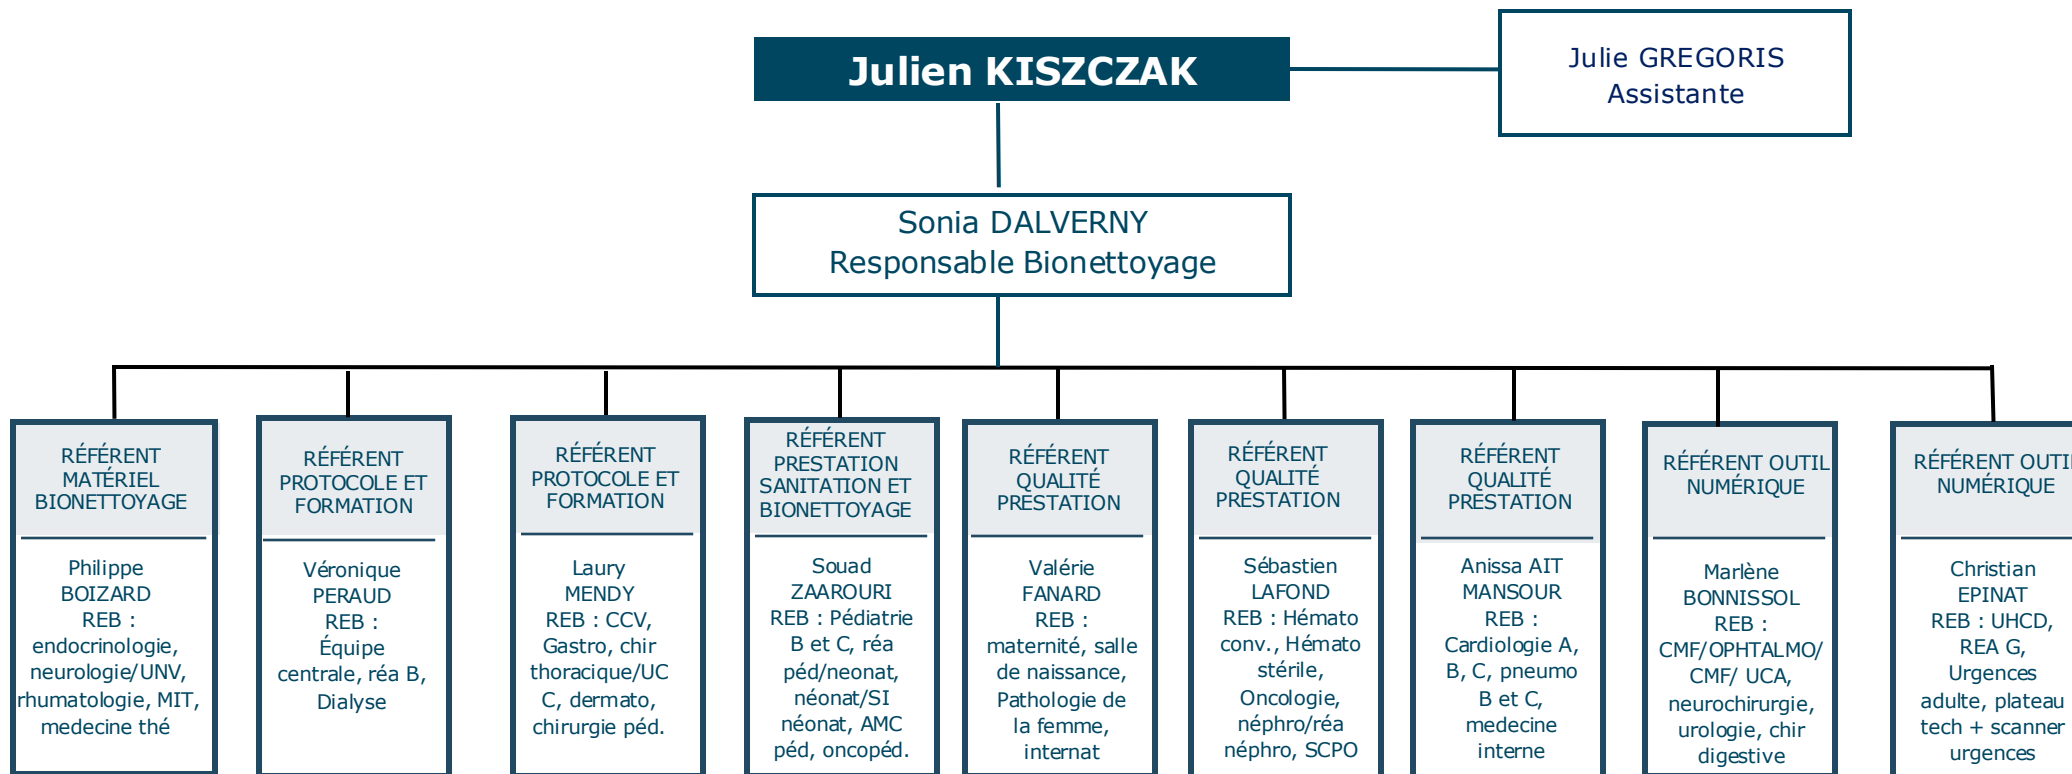 Julien KISZCZAK
Julie GREGORIS
Assistante
Sonia DALVERNY
Responsable Bionettoyage
RÉFÉRENT
MATÉRIEL
BIONETTOYAGE
Philippe
BOIZARD
REB :
endocrinologie,
neurologie/UNV,
rhumatologie, MIT,
medecine thé
RÉFÉRENT
PROTOCOLE ET
FORMATION
Véronique
PERAUD
REB :
Équipe
centrale, réa B,
Dialyse
RÉFÉRENT
PROTOCOLE ET
FORMATION
Laury
MENDY
REB : CCV,
Gastro, chir
thoracique/UC
C, dermato,
chirurgie péd.
RÉFÉRENT
PRESTATION
SANITATION ET
BIONETTOYAGE
Souad
ZAAROURI
REB : Pédiatrie
B et C, réa
péd/neonat,
néonat/SI
néonat, AMC
péd, oncopéd.
RÉFÉRENT
QUALITÉ
PRESTATION
Valérie
FANARD
REB :
maternité, salle
de naissance,
Pathologie de
la femme,
internat
RÉFÉRENT
QUALITÉ
PRESTATION
Sébastien
LAFOND
REB : Hémato
conv., Hémato
stérile,
Oncologie,
néphro/réa
néphro, SCPO
RÉFÉRENT
QUALITÉ
PRESTATION
Anissa AIT
MANSOUR
REB :
Cardiologie A,
B, C, pneumo
B et C,
medecine
interne
RÉFÉRENT OUTIL
NUMÉRIQUE
Marlène
BONNISSOL
REB :
CMF/OPHTALMO/
CMF/ UCA,
neurochirurgie,
urologie, chir
digestive
RÉFÉRENT OUTIL
NUMÉRIQUE
Christian
EPINAT
REB : UHCD,
REA G,
Urgences
adulte, plateau
tech + scanner
urgences